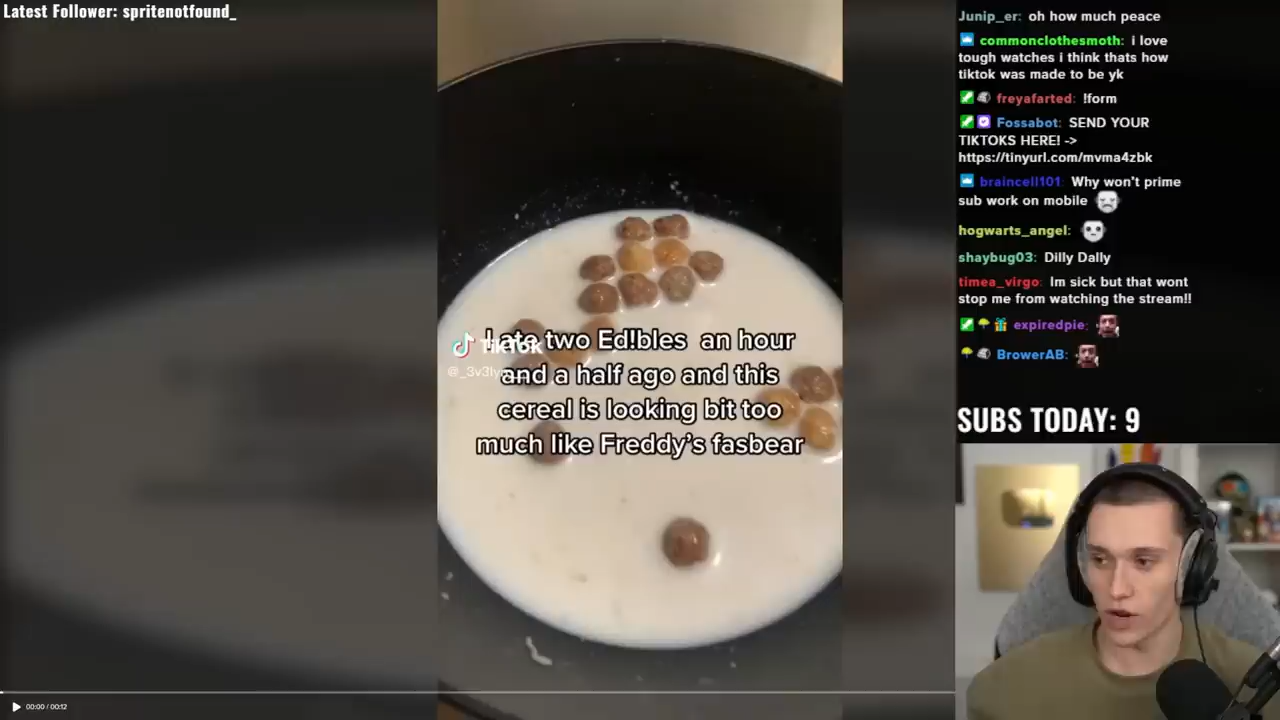 Latest Follower: spritenotfound_
I ate two Ed!bles an hour
and a half ago and this
cereal is looking bit too
much like Freddy's fasbear
TikTok
@_3v3ly
00:00 / 00:12
Junip_er: oh how much peace
commonclothesmoth: i love
tough watches i think thats how
tiktok was made to be yk
freyafarted: !form
Fossabot: SEND YOUR
TIKTOKS HERE! ->
https://tinyurl.com/mvma4zbk
braincell101: Why won't prime
sub work on mobile
hogwarts_angel:
shaybug03: Dilly Dally
timea_virgo: Im sick but that wont
stop me from watching the stream!!
expiredpie:
BrowerAB:
SUBS TODAY: 9